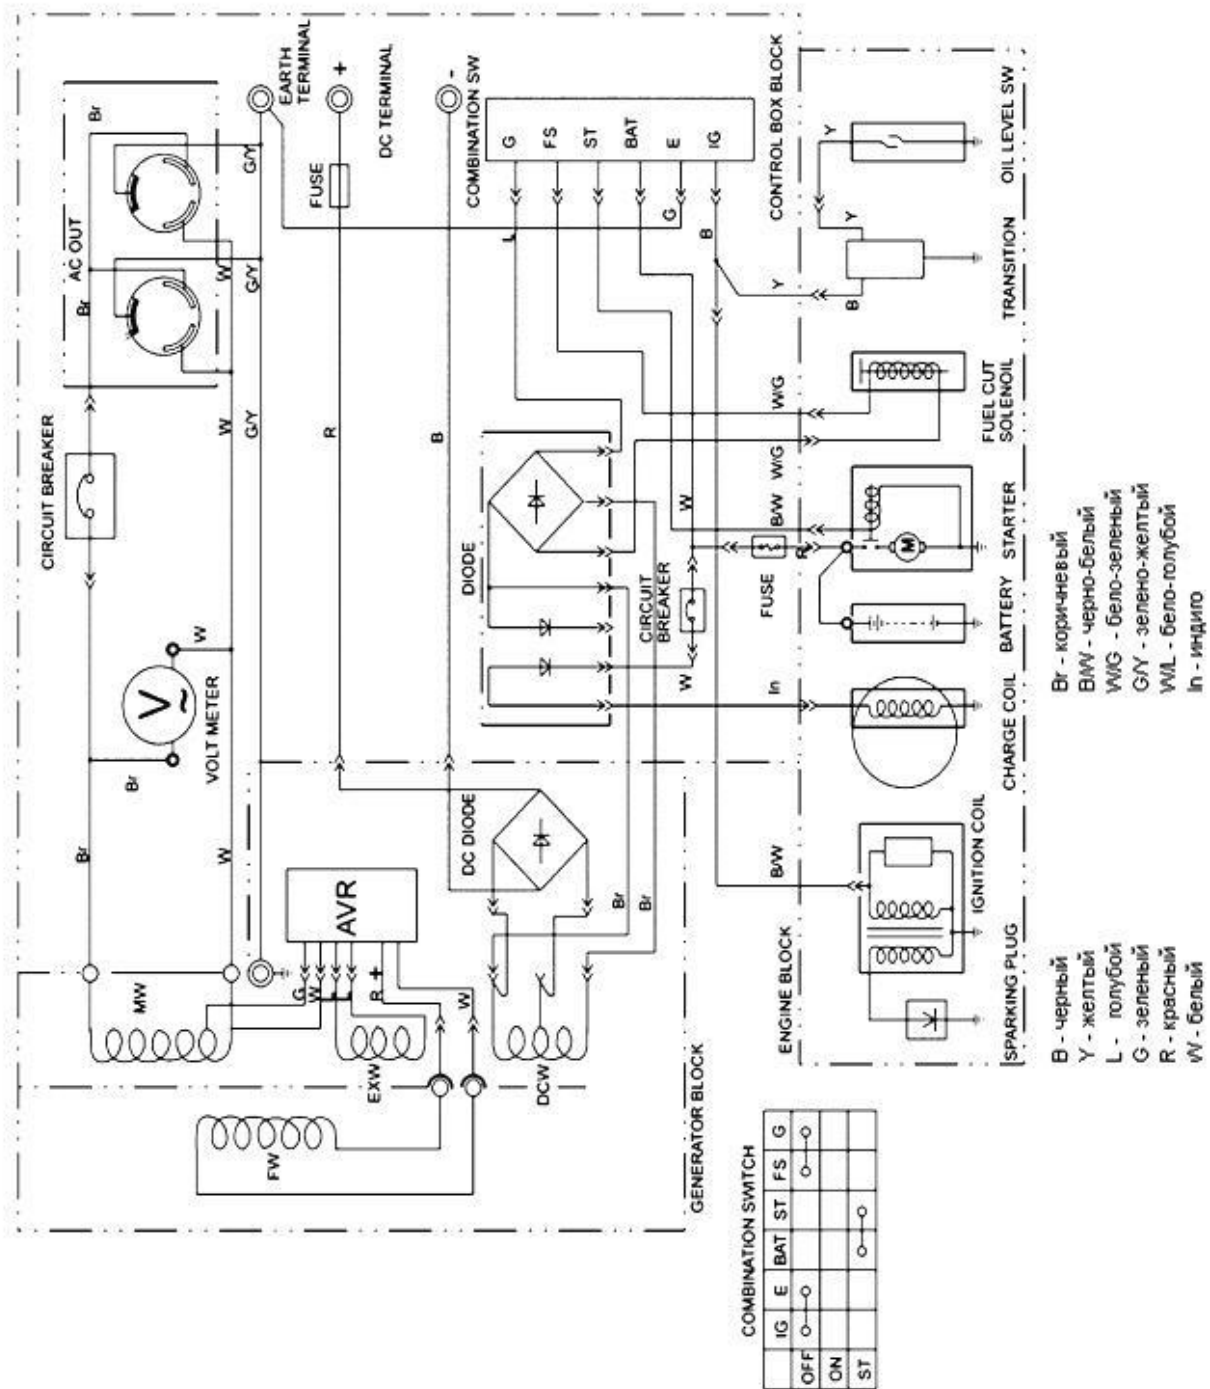 AC OUT
Br
Br
Br
Br
Br
CIRCUIT BREAKER
V
~
VOLT METER
W
W
W
W
G/Y
G/Y
G/Y
EARTH
TERMINAL
+
DC TERMINAL
-
FUSE
R
B
COMBINATION SW
G
FS
ST
BAT
E
IG
L
G
B
Y
CONTROL BOX BLOCK
DIODE
CIRCUIT
BREAKER
W
W
FUSE
R
In
B/W
W/G
W/G
B/W
MW
AVR
G
W
L
L
R
+
W
EXW
FW
DCW
DC DIODE
Br
Br
GENERATOR BLOCK
ENGINE BLOCK
SPARKING PLUG
IGNITION COIL
CHARGE COIL
BATTERY
M
STARTER
FUEL CUT
SOLENOIL
TRANSITION
B
Y
Y
OIL LEVEL SW
COMBINATION SWITCH
IG E BAT ST FS G
OFF
ON
ST
B - черный
Y - желтый
L - голубой
G - зеленый
R - красный
W - белый
Br - коричневый
B/W - черно-белый
W/G - бело-зеленый
G/Y - зелено-желтый
W/L - бело-голубой
In - индиго